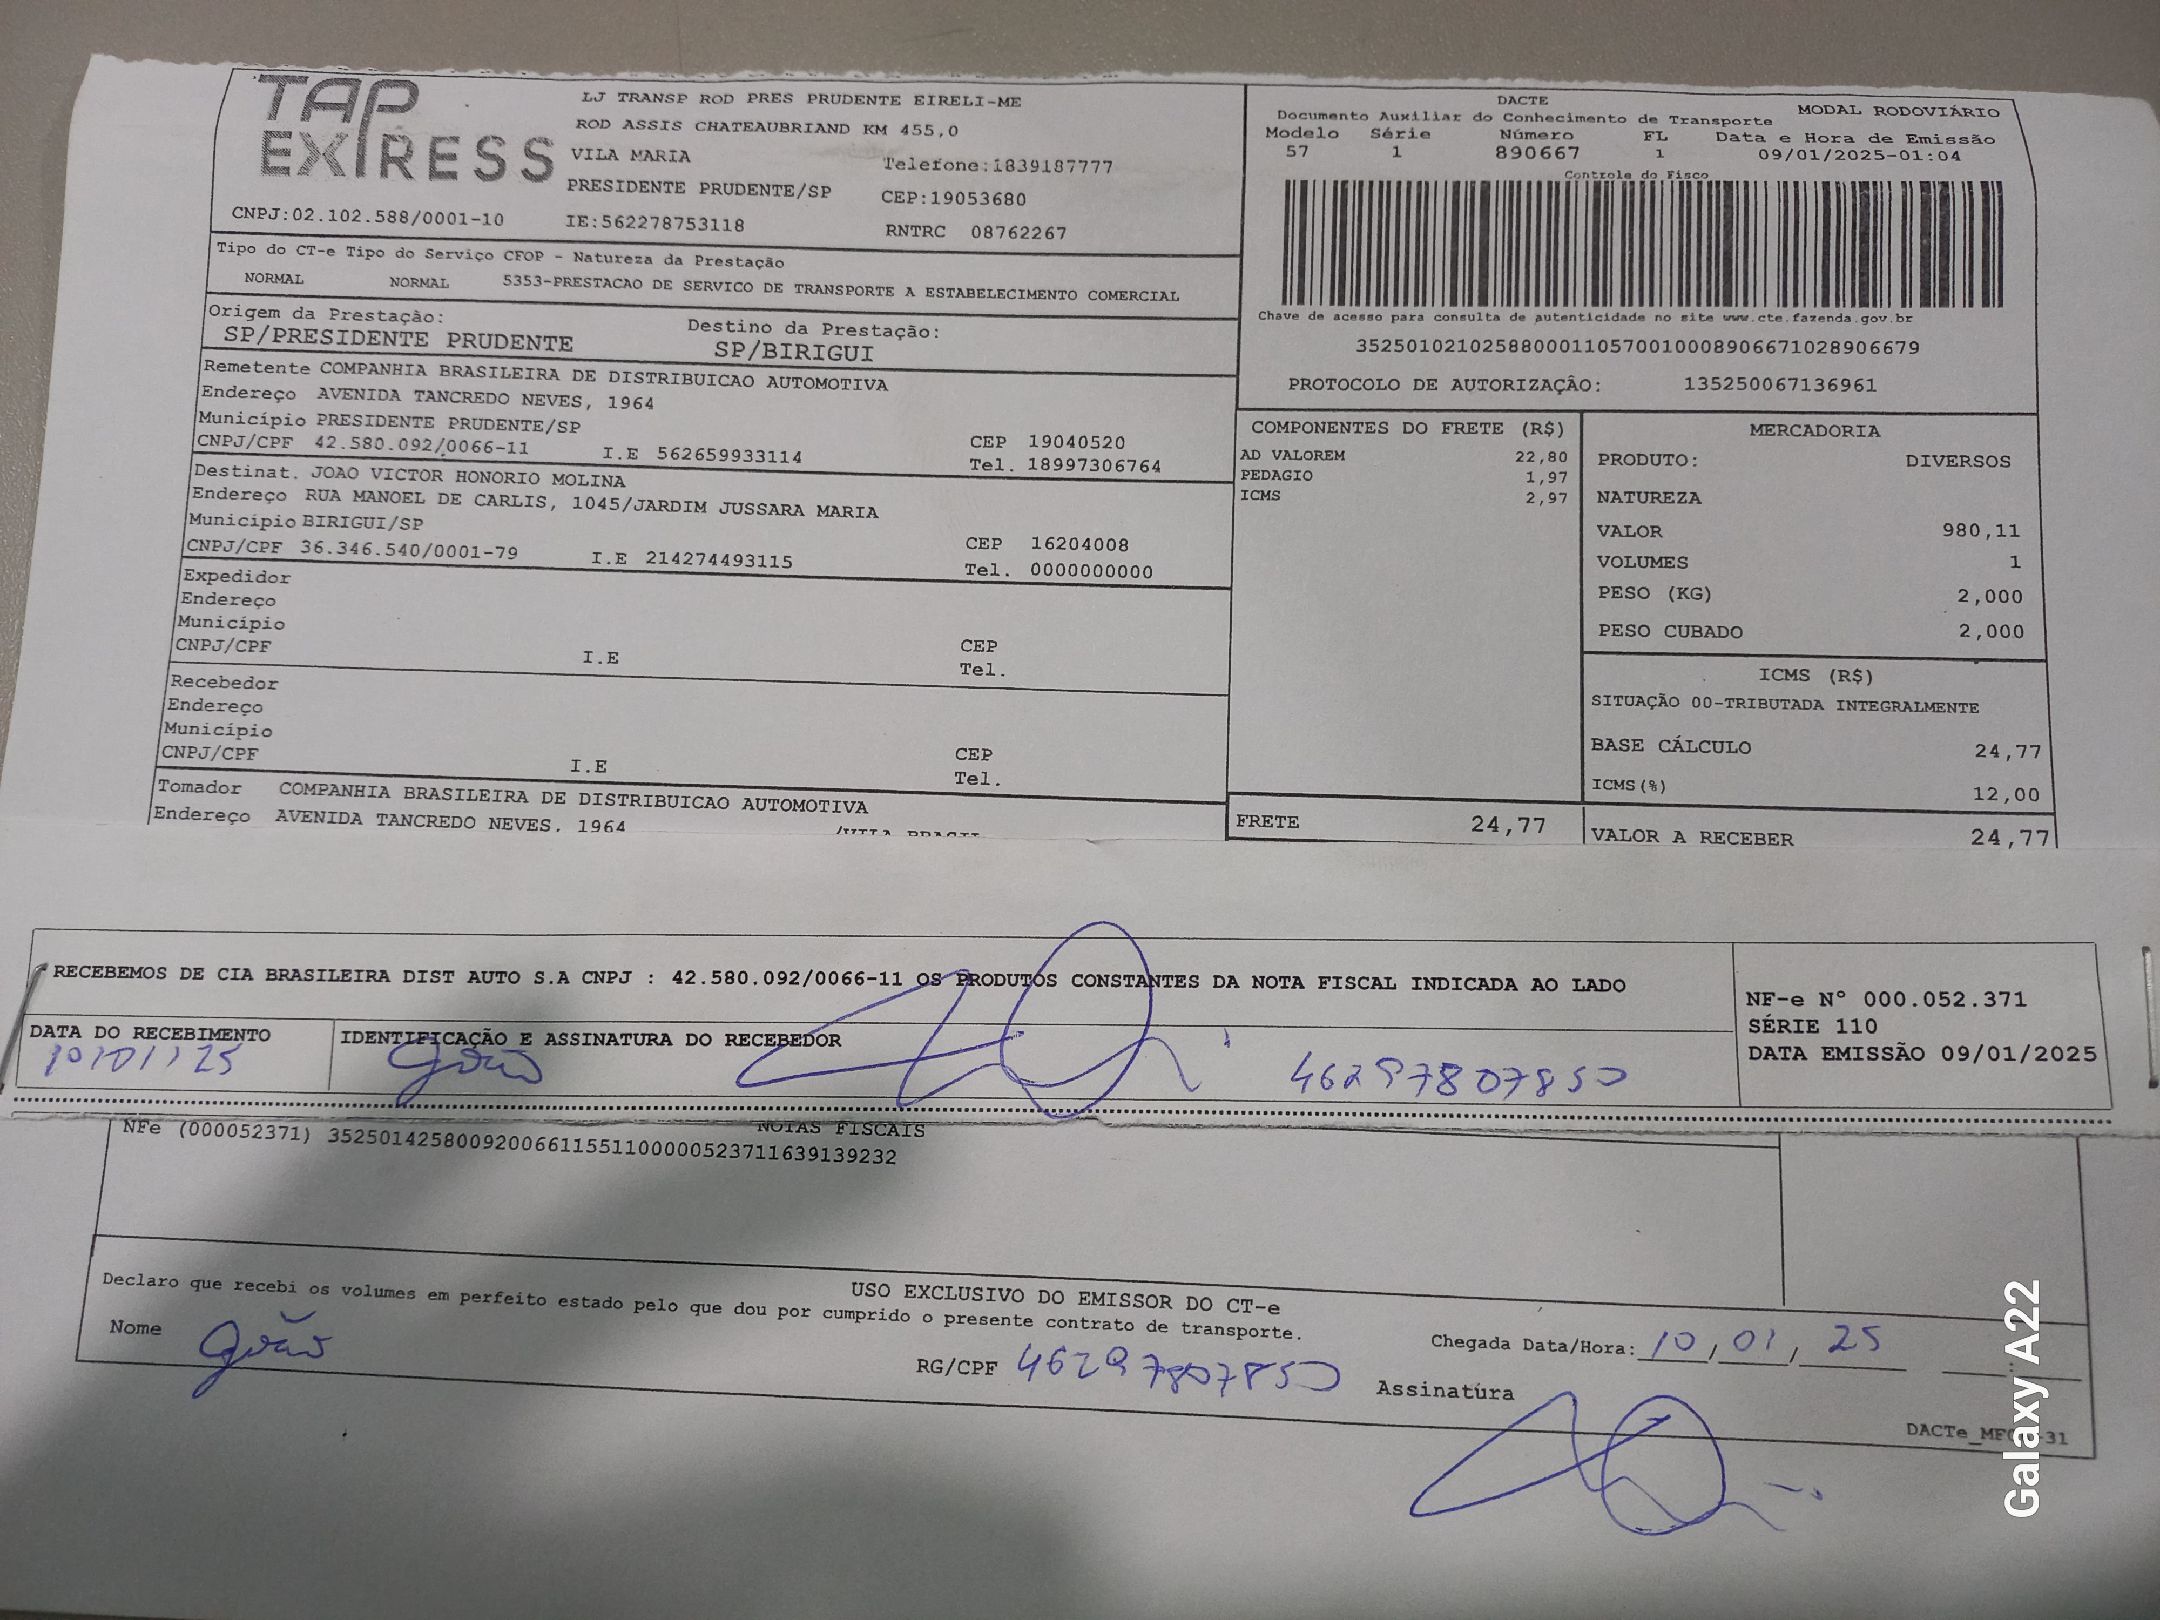 TAP
EXPRESS
LJ TRANSP ROD PRES PRUDENTE EIRELI-ME
ROD ASSIS CHATEAUBRIAND KM 455,0
VILA MARIA Telefone:1839187777
PRESIDENTE PRUDENTE/SP CEP:19053680
CNPJ:02.102.588/0001-10 IE:562278753118 RNTRC 08762267
DACTE
Documento Auxiliar do Conhecimento de Transporte MODAL RODOVIÁRIO
Modelo Série Número FL Data e Hora de Emissão
57 1 890667 1 09/01/2025-01:04
Controle do Fisco
Chave de acesso para consulta de autenticidade no site www.cte.fazenda.gov.br
35250102102588000110570010008906671028906679
PROTOCOLO DE AUTORIZAÇÃO: 135250067136961
Tipo do CT-e Tipo do Serviço CFOP - Natureza da Prestação
NORMAL NORMAL 5353-PRESTACAO DE SERVICO DE TRANSPORTE A ESTABELECIMENTO COMERCIAL
Origem da Prestação: Destino da Prestação:
SP/PRESIDENTE PRUDENTE SP/BIRIGUI
Remetente COMPANHIA BRASILEIRA DE DISTRIBUICAO AUTOMOTIVA
Endereço AVENIDA TANCREDO NEVES, 1964
Município PRESIDENTE PRUDENTE/SP CEP 19040520
CNPJ/CPF 42.580.092/0066-11 I.E 562659933114 Tel. 18997306764
Destinat. JOAO VICTOR HONORIO MOLINA
Endereço RUA MANOEL DE CARLIS, 1045/JARDIM JUSSARA MARIA
Município BIRIGUI/SP CEP 16204008
CNPJ/CPF 36.346.540/0001-79 I.E 214274493115 Tel. 0000000000
Expedidor
Endereço
Município CEP
CNPJ/CPF I.E Tel.
Recebedor
Endereço
Município CEP
CNPJ/CPF I.E Tel.
Tomador COMPANHIA BRASILEIRA DE DISTRIBUICAO AUTOMOTIVA
Endereço AVENIDA TANCREDO NEVES, 1964 /VILA BRASIL
COMPONENTES DO FRETE (R$)
AD VALOREM 22,80
PEDAGIO 1,97
ICMS 2,97
FRETE 24,77
MERCADORIA
PRODUTO: DIVERSOS
NATUREZA
VALOR 980,11
VOLUMES 1
PESO (KG) 2,000
PESO CUBADO 2,000
ICMS (R$)
SITUAÇÃO 00-TRIBUTADA INTEGRALMENTE
BASE CÁLCULO 24,77
ICMS(%) 12,00
VALOR A RECEBER 24,77
RECEBEMOS DE CIA BRASILEIRA DIST AUTO S.A CNPJ : 42.580.092/0066-11 OS PRODUTOS CONSTANTES DA NOTA FISCAL INDICADA AO LADO
DATA DO RECEBIMENTO IDENTIFICAÇÃO E ASSINATURA DO RECEBEDOR
10/01/25 João 46297807850
NF-e N° 000.052.371
SÉRIE 110
DATA EMISSÃO 09/01/2025
NOTAS FISCAIS
NFe (000052371) 35250142580092006611551100000523711639139232
USO EXCLUSIVO DO EMISSOR DO CT-e
Declaro que recebi os volumes em perfeito estado pelo que dou por cumprido o presente contrato de transporte.
Nome João RG/CPF 46297807850 Chegada Data/Hora: 10,01,25
Assinatura
Galaxy A22